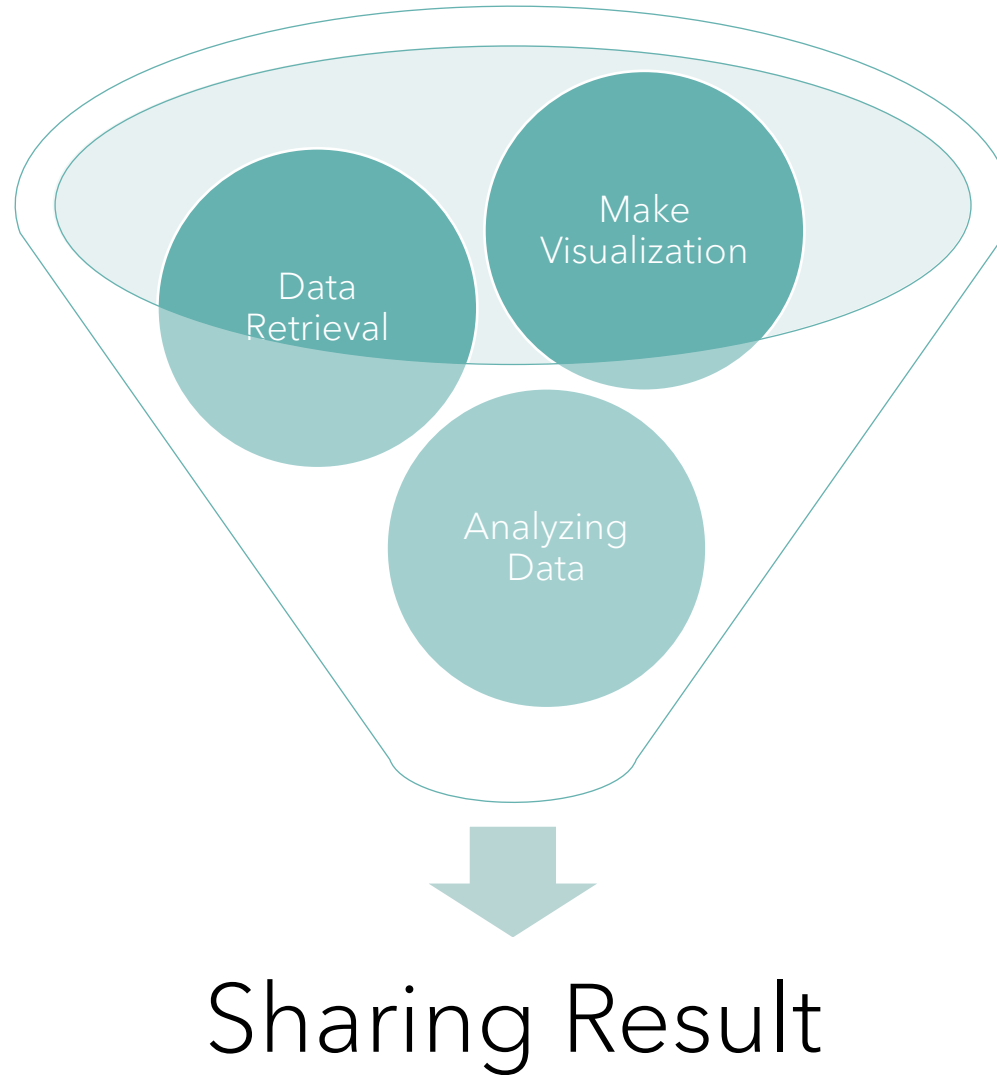 Make
Visualization
Data
Retrieval
Analyzing
Data
Sharing Result